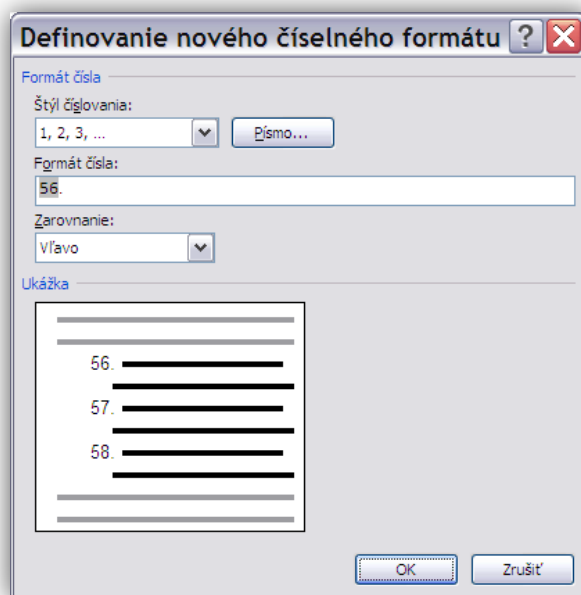 Definovanie nového číselného formátu
Formát čísla
Štýl číslovania:
1, 2, 3, ...
Písmo...
Formát čísla:
56.
Zarovnanie:
Vľavo
Ukážka
56.
57.
58.
OK
Zrušiť